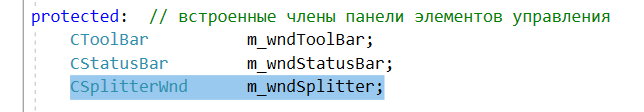 protected:  // встроенные члены панели элементов управления
CToolBar          m_wndToolBar;
CStatusBar        m_wndStatusBar;
CSplitterWnd      m_wndSplitter;